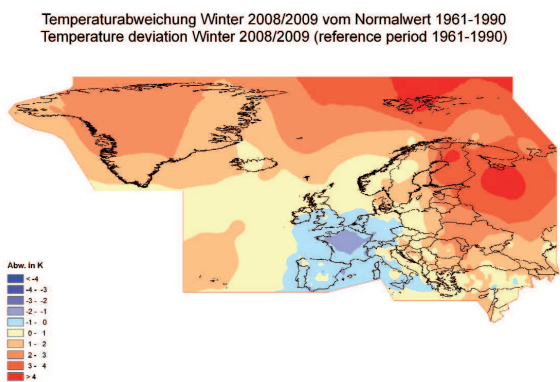 Temperaturabweichung Winter 2008/2009 vom Normalwert 1961-1990
Temperature deviation Winter 2008/2009 (reference period 1961-1990)
Abw. in K
< -4
-4 - -3
-3 - -2
-2 - -1
-1 - 0
0 - 1
1 - 2
2 - 3
3 - 4
> 4